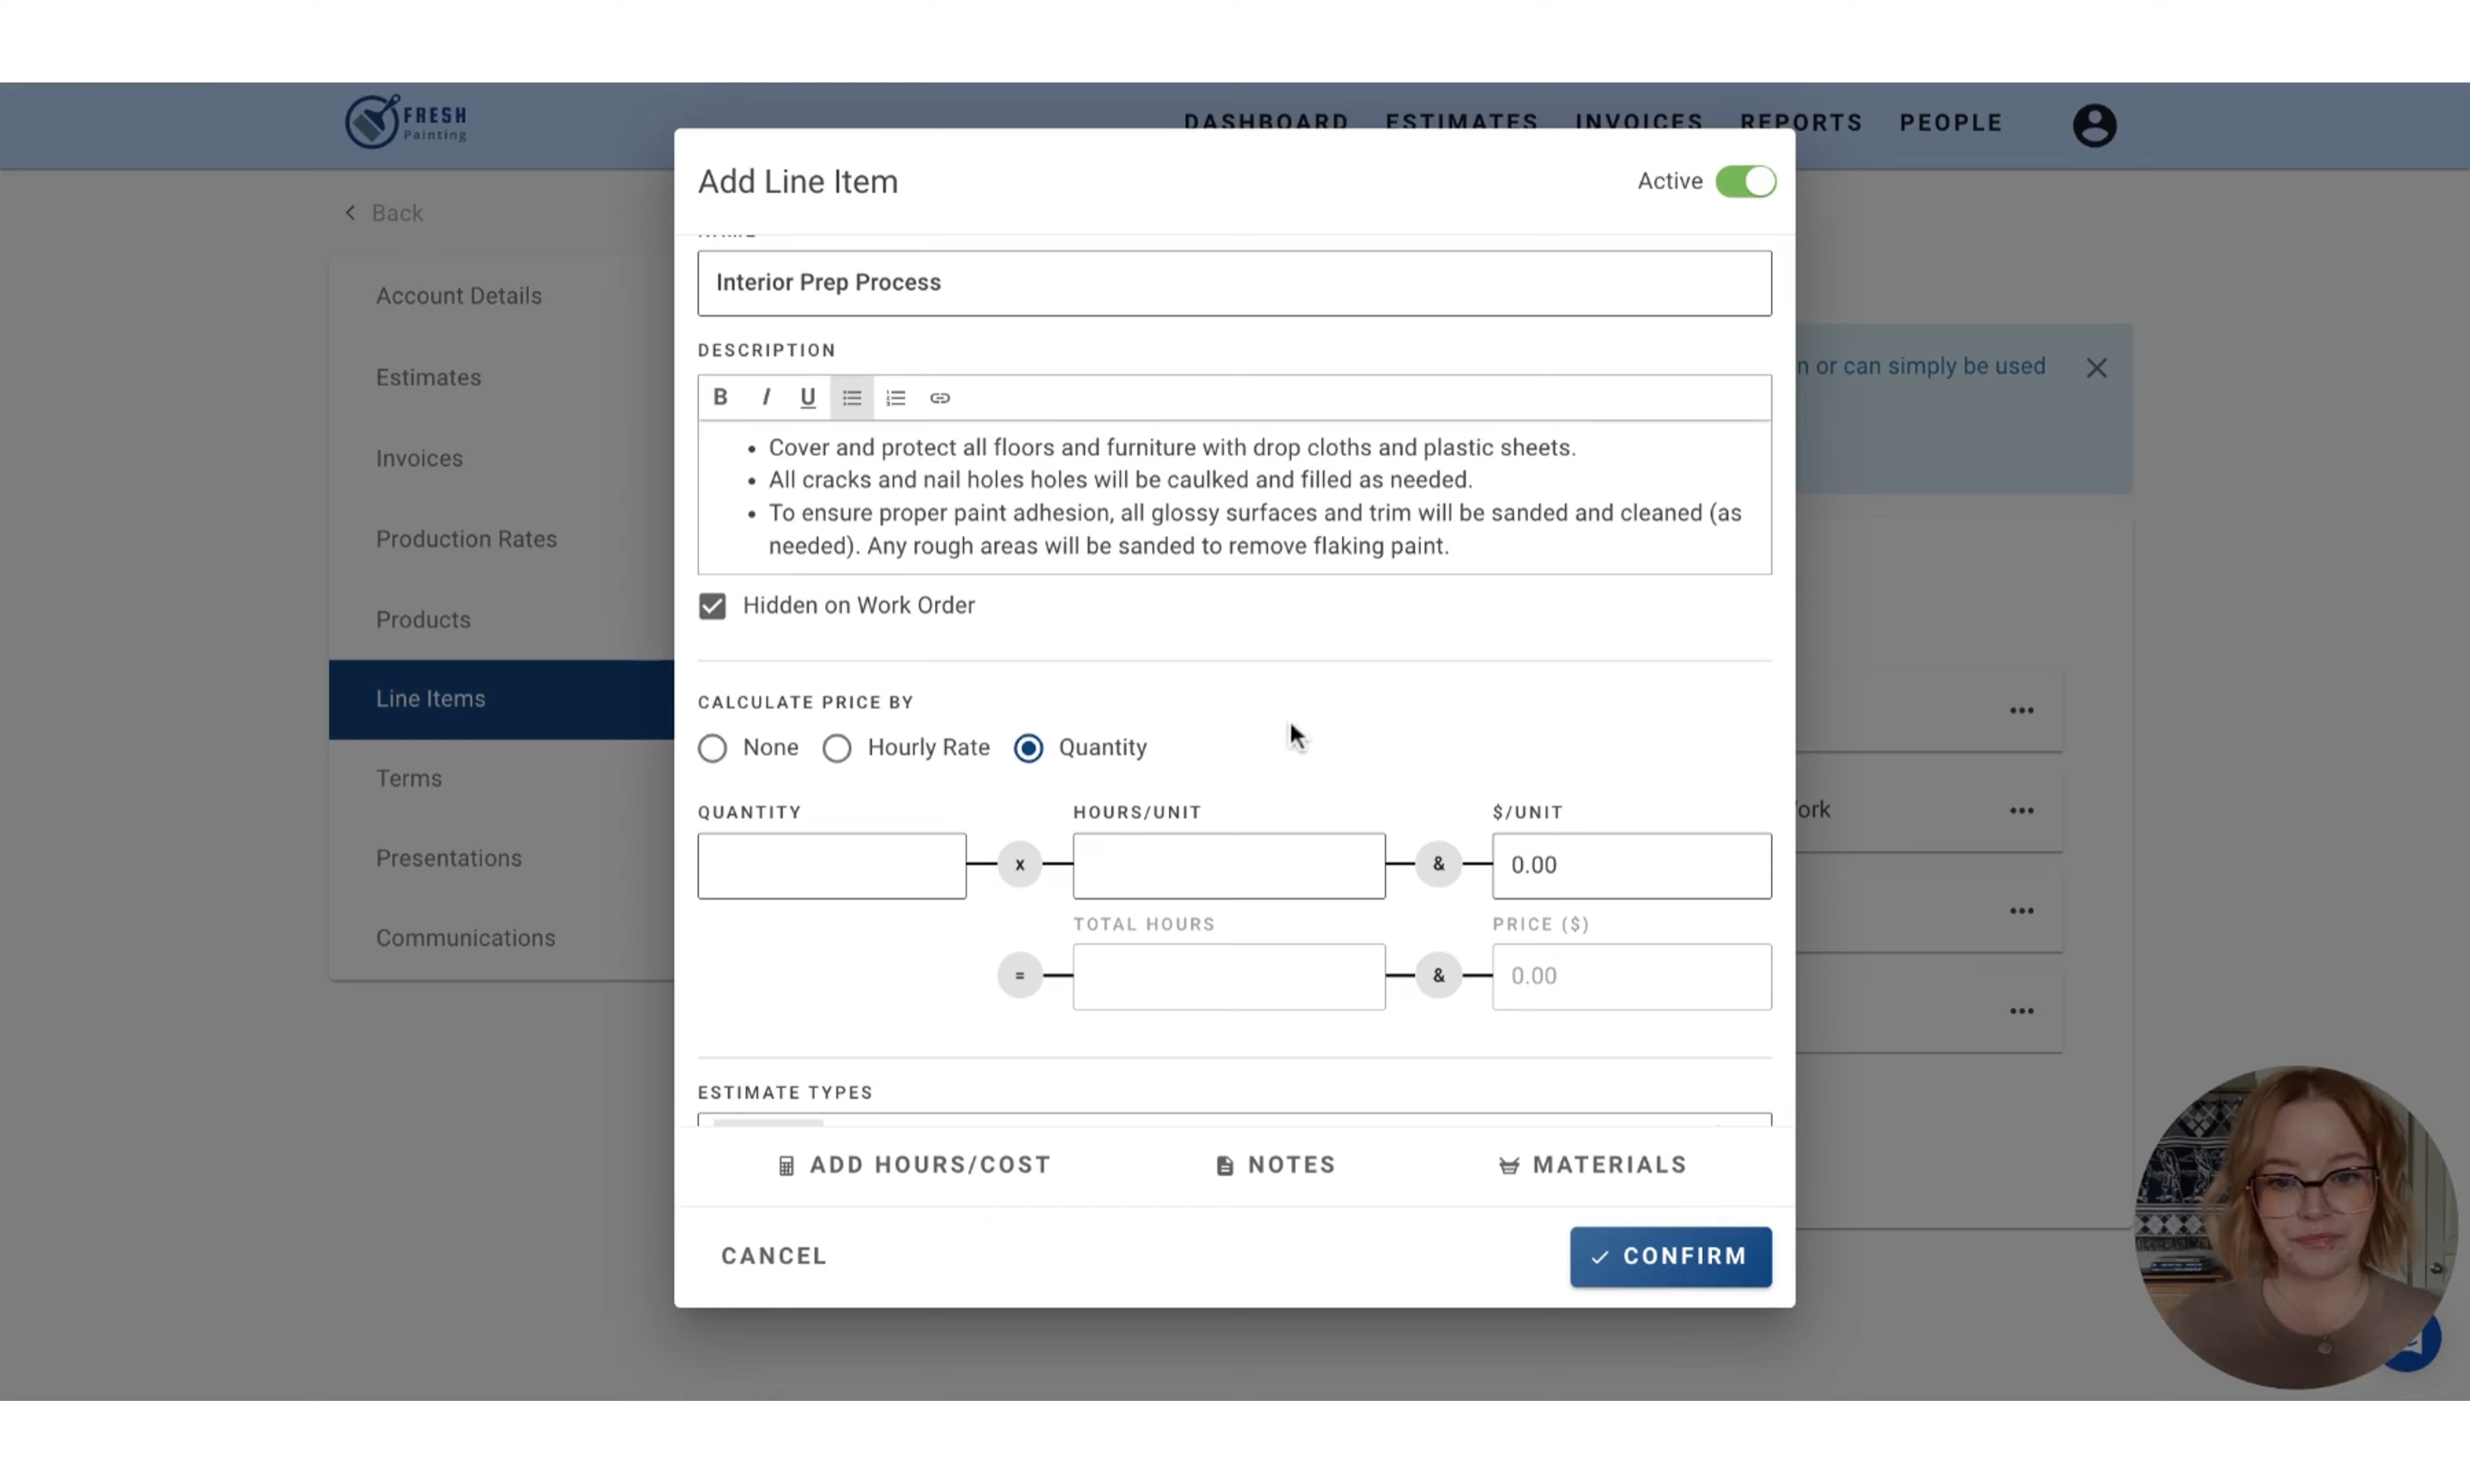 FRESH
Painting
DASHBOARD ESTIMATES INVOICES REPORTS PEOPLE
Back
Account Details
Estimates
Invoices
Production Rates
Products
Line Items
Terms
Presentations
Communications
n or can simply be used
ork
Add Line Item
Active
NAME
Interior Prep Process
DESCRIPTION
B I U
• Cover and protect all floors and furniture with drop cloths and plastic sheets.
• All cracks and nail holes holes will be caulked and filled as needed.
• To ensure proper paint adhesion, all glossy surfaces and trim will be sanded and cleaned (as
needed). Any rough areas will be sanded to remove flaking paint.
Hidden on Work Order
CALCULATE PRICE BY
None Hourly Rate Quantity
QUANTITY HOURS/UNIT $/UNIT
x & 0.00
TOTAL HOURS PRICE ($)
= & 0.00
ESTIMATE TYPES
ADD HOURS/COST NOTES MATERIALS
CANCEL CONFIRM